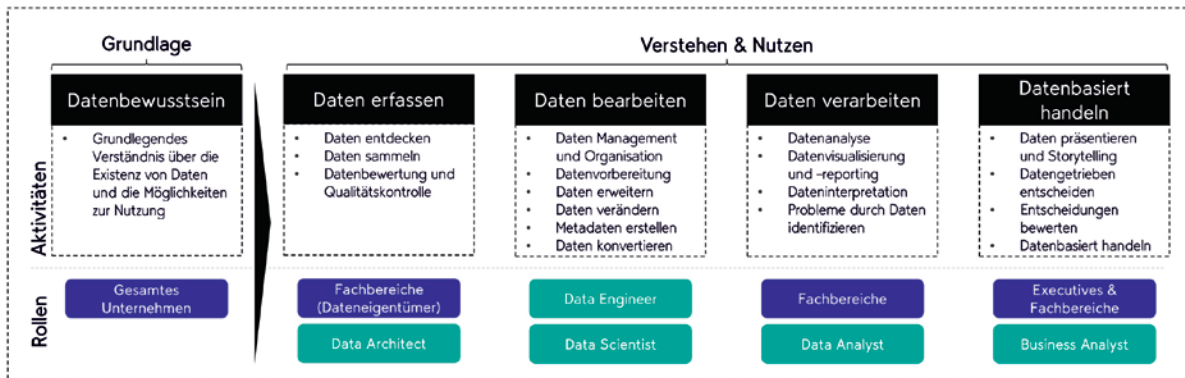 Grundlage
Verstehen & Nutzen
Aktivitäten
Datenbewusstsein
• Grundlegendes
Verständnis über die
Existenz von Daten
und die Möglichkeiten
zur Nutzung
Daten erfassen
• Daten entdecken
• Daten sammeln
• Datenbewertung und
Qualitätskontrolle
Daten bearbeiten
• Daten Management
und Organisation
• Datenvorbereitung
• Daten erweitern
• Daten verändern
• Metadaten erstellen
• Daten konvertieren
Daten verarbeiten
• Datenanalyse
• Datenvisualisierung
und -reporting
• Dateninterpretation
• Probleme durch Daten
identifizieren
Datenbasiert
handeln
• Daten präsentieren
und Storytelling
• Datengetrieben
entscheiden
• Entscheidungen
bewerten
• Datenbasiert handeln
Rollen
Gesamtes
Unternehmen
Fachbereiche
(Dateneigentümer)
Data Architect
Data Engineer
Data Scientist
Fachbereiche
Data Analyst
Executives &
Fachbereiche
Business Analyst